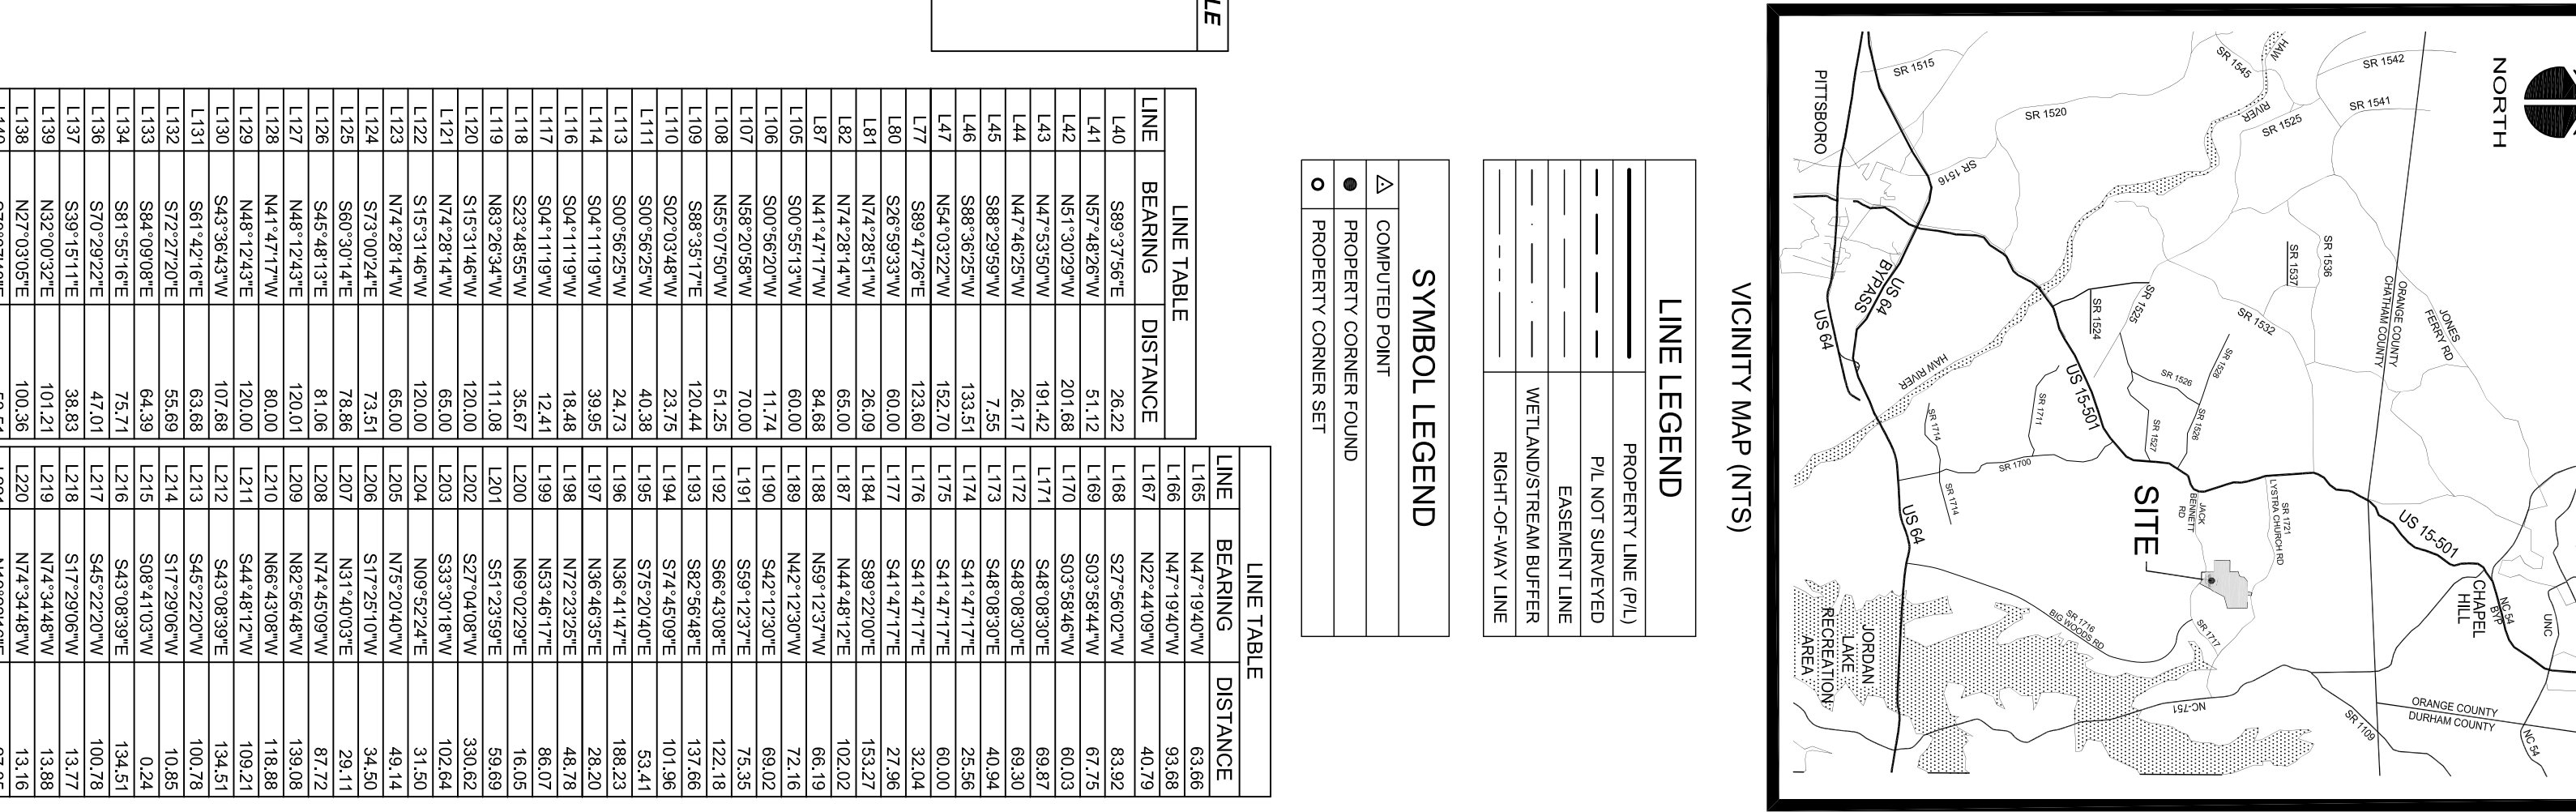 NORTH
HAW
RIVER
SR 1542
SR 1541
SR 1545
SR 1525
SR 1515
SR 1520
SR 1516
PITTSBORO
ORANGE COUNTY
CHATHAM COUNTY
JONES
FERRY RD
SR 1536
SR 1537
SR 1532
SR 1525
SR 1524
SR 1528
SR 1526
SR 1526
SR 1527
US 64
BYPASS
US 64
HAW RIVER
US 15-501
SR 1711
SR 1714
SR 1714
SR 1700
US 64
US 15-501
SR 1721
LYSTRA CHURCH RD
JACK
BENNETT
RD
SITE
CHAPEL
HILL
NC 54
BYP
UNC
SR 1717
SR 1716
BIG WOODS RD
JORDAN
LAKE
RECREATION
AREA
NC-751
SR 1109
ORANGE COUNTY
DURHAM COUNTY
NC 54
VICINITY MAP (NTS)
LINE LEGEND
PROPERTY LINE (P/L)
P/L NOT SURVEYED
EASEMENT LINE
WETLAND/STREAM BUFFER
RIGHT-OF-WAY LINE
SYMBOL LEGEND
COMPUTED POINT
PROPERTY CORNER FOUND
PROPERTY CORNER SET
LINE TABLE
LINE BEARING DISTANCE
L40 S89°37'56"E 26.22
L41 N57°48'26"W 51.12
L42 N51°30'29"W 201.68
L43 N47°53'50"W 191.42
L44 N47°46'25"W 26.17
L45 S88°29'59"W 7.55
L46 S88°36'25"W 133.51
L47 N54°03'22"W 152.70
L77 S89°47'26"E 123.60
L80 S26°59'33"W 60.00
L81 N74°28'51"W 26.09
L82 N74°28'14"W 65.00
L87 N41°47'17"W 84.68
L105 S00°55'13"W 60.00
L106 S00°56'20"W 11.74
L107 N58°20'58"W 70.00
L108 N55°07'50"W 51.25
L109 S88°35'17"E 120.44
L110 S02°03'48"W 23.75
L111 S00°56'25"W 40.38
L113 S00°56'25"W 24.73
L114 S04°11'19"W 39.95
L116 S04°11'19"W 18.48
L117 S04°11'19"W 12.41
L118 S23°48'55"W 35.67
L119 N83°26'34"W 111.08
L120 S15°31'46"W 120.00
L121 N74°28'14"W 65.00
L122 S15°31'46"W 120.00
L123 N74°28'14"W 65.00
L124 S73°00'24"E 73.51
L125 S60°30'14"E 78.86
L126 S45°48'13"E 81.06
L127 N48°12'43"E 120.01
L128 N41°47'17"W 80.00
L129 N48°12'43"E 120.00
L130 S43°36'43"W 107.68
L131 S61°42'16"E 63.68
L132 S72°27'20"E 55.69
L133 S84°09'08"E 64.39
L134 S81°55'16"E 75.71
L136 S70°29'22"E 47.01
L137 S39°15'11"E 38.83
L139 N32°00'32"E 101.21
L138 N27°03'05"E 100.36
LINE TABLE
LINE BEARING DISTANCE
L165 N47°19'40"W 63.66
L166 N47°19'40"W 93.68
L167 N22°44'09"W 40.79
L168 S27°56'02"W 83.92
L169 S03°58'44"W 67.75
L170 S03°58'46"W 60.03
L171 S48°08'30"E 69.87
L172 S48°08'30"E 69.30
L173 S48°08'30"E 40.94
L174 S41°47'17"E 25.56
L175 S41°47'17"E 60.00
L176 S41°47'17"E 32.04
L177 S41°47'17"E 27.96
L184 S89°22'00"E 153.27
L187 N44°48'12"E 102.02
L188 N59°12'37"W 66.19
L189 N42°12'30"W 72.16
L190 S42°12'30"E 69.02
L191 S59°12'37"E 75.35
L192 S66°43'08"E 122.18
L193 S82°56'48"E 137.66
L194 S74°45'09"E 101.96
L195 S75°20'40"E 53.41
L196 N36°41'47"E 188.23
L197 N36°46'35"E 28.20
L198 N72°23'25"E 48.78
L199 N53°46'17"E 86.07
L200 N69°02'29"E 16.05
L201 S51°23'59"E 59.69
L202 S27°04'08"W 330.62
L203 S33°30'18"W 102.64
L204 N09°52'24"E 31.50
L205 N75°20'40"W 49.14
L206 S17°25'10"W 34.50
L207 N31°40'03"E 29.11
L208 N74°45'09"W 87.72
L209 N82°56'48"W 139.08
L210 N66°43'08"W 118.88
L211 S44°48'12"W 109.21
L212 S43°08'39"E 134.51
L213 S45°22'20"W 100.78
L214 S17°29'06"W 10.85
L215 S08°41'03"W 0.24
L216 S43°08'39"E 134.51
L217 S45°22'20"W 100.78
L218 S17°29'06"W 13.77
L219 N74°34'48"W 13.88
L220 N74°34'48"W 13.16